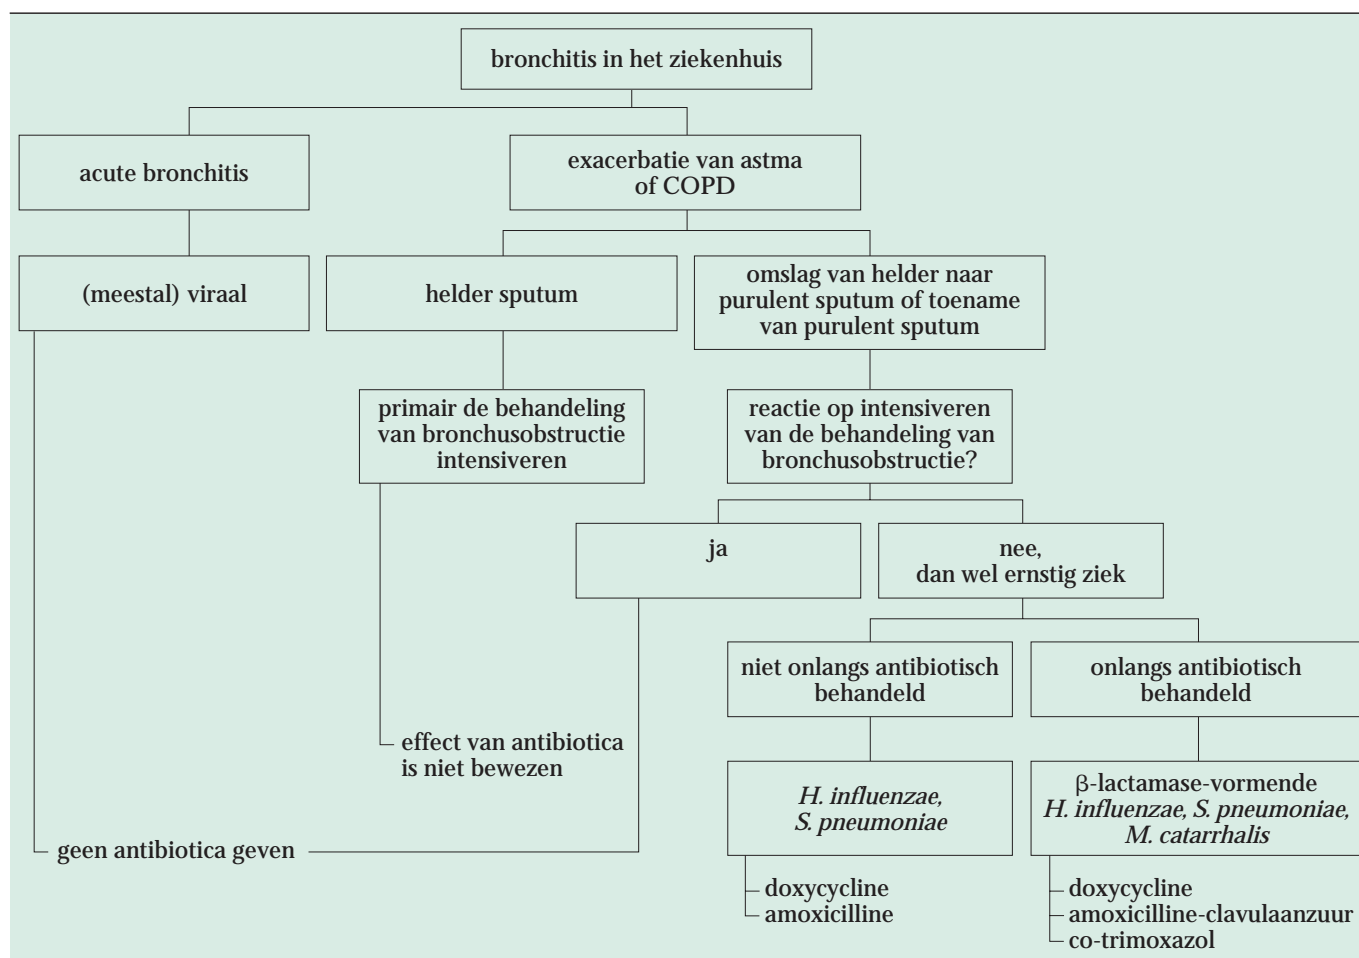 bronchitis in het ziekenhuis
acute bronchitis
exacerbatie van astma
of COPD
(meestal) viraal
helder sputum
omslag van helder naar
purulent sputum of toename
van purulent sputum
primair de behandeling
van bronchusobstructie
intensiveren
reactie op intensiveren
van de behandeling van
bronchusobstructie?
ja
nee,
dan wel ernstig ziek
niet onlangs antibiotisch
behandeld
onlangs antibiotisch
behandeld
effect van antibiotica
is niet bewezen
H. influenzae,
S. pneumoniae
β-lactamase-vormende
H. influenzae, S. pneumoniae,
M. catarrhalis
geen antibiotica geven
doxycycline
amoxicilline
doxycycline
amoxicilline-clavulaanzuur
co-trimoxazol